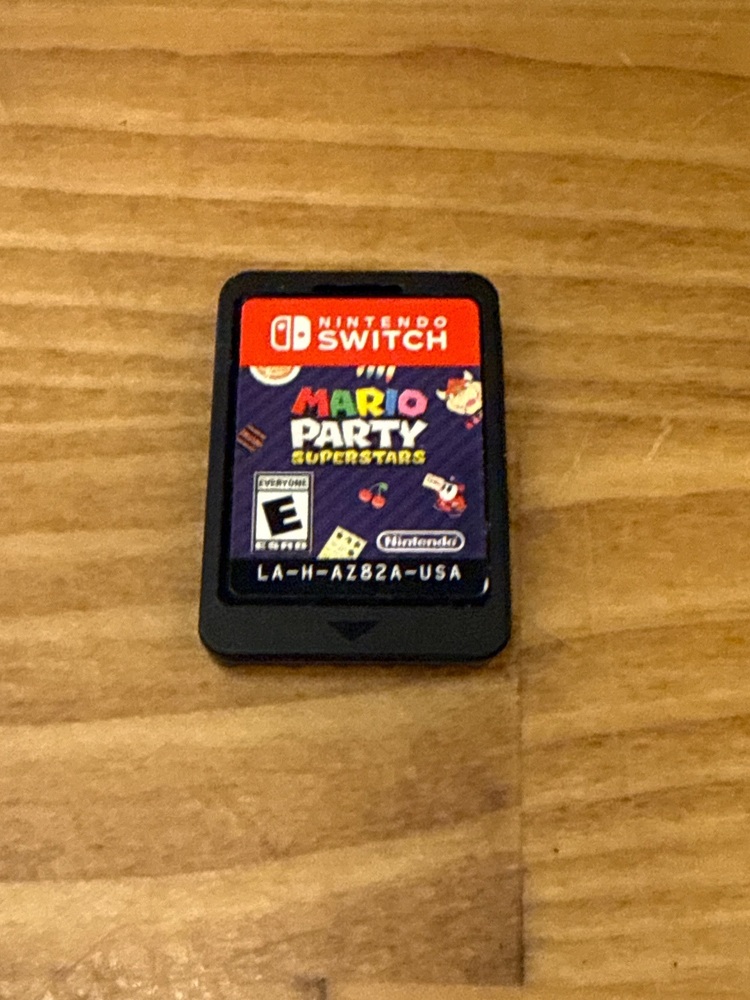 NINTENDO
SWITCH
MARIO
PARTY
SUPERSTARS
EVERYONE
E
ESRB
Nintendo
LA-H-AZ82A-USA